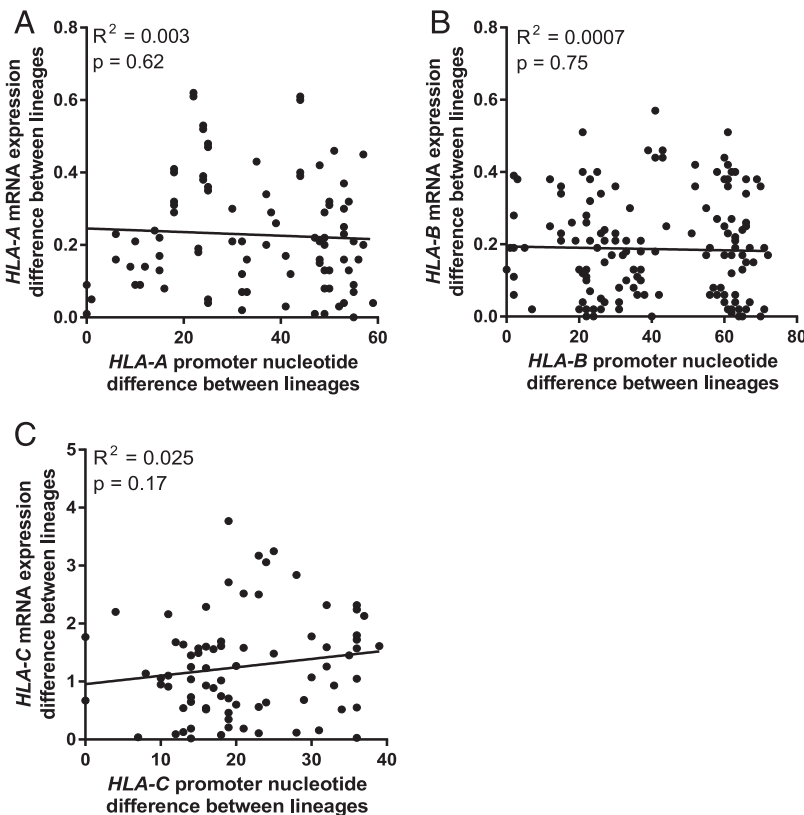 A
R² = 0.003
p = 0.62
HLA-A mRNA expression
difference between lineages
0.8
0.6
0.4
0.2
0.0
0
20
40
60
HLA-A promoter nucleotide
difference between lineages
B
R² = 0.0007
p = 0.75
HLA-B mRNA expression
difference between lineages
0.8
0.6
0.4
0.2
0.0
0
20
40
60
80
HLA-B promoter nucleotide
difference between lineages
C
R² = 0.025
p = 0.17
HLA-C mRNA expression
difference between lineages
5
4
3
2
1
0
0
10
20
30
40
HLA-C promoter nucleotide
difference between lineages